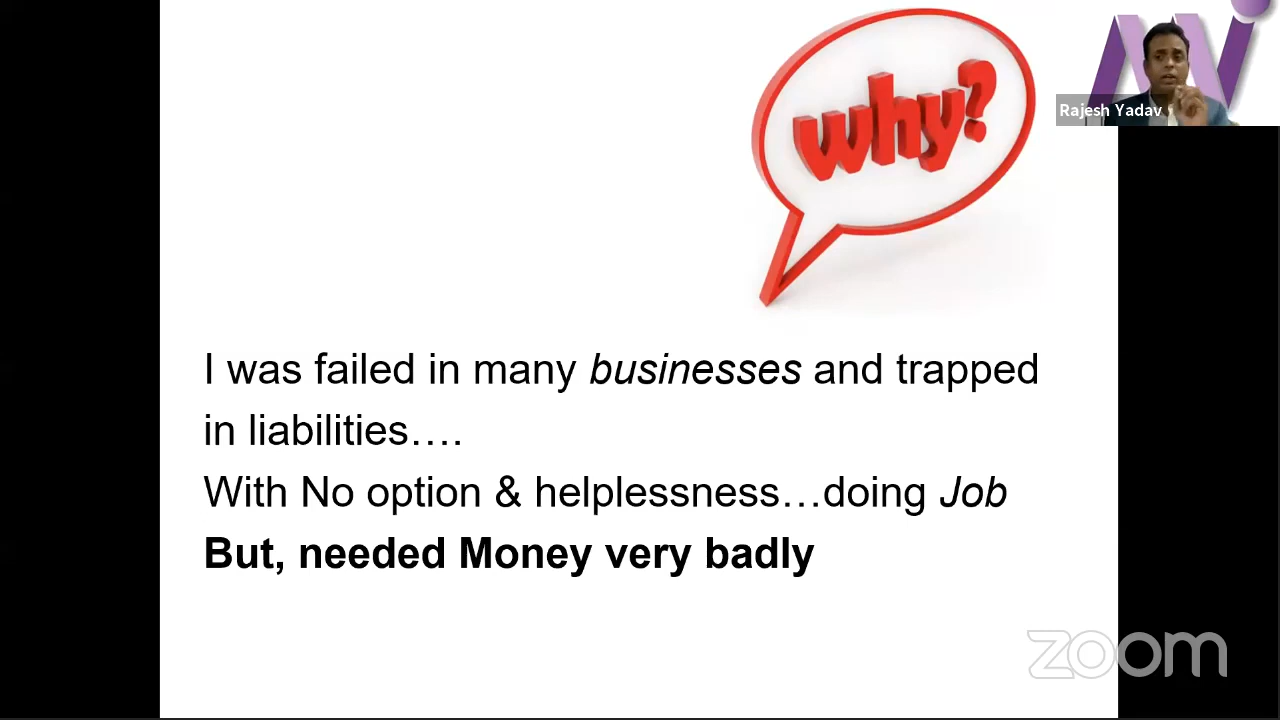 why?
Rajesh Yadav
I was failed in many businesses and trapped
in liabilities….
With No option & helplessness…doing Job
But, needed Money very badly
zoom